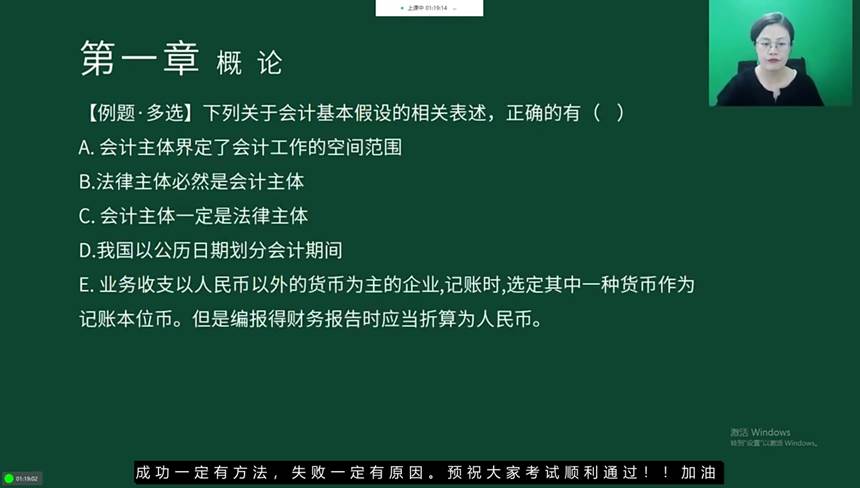 上课中 01:19:14
第一章 概 论
【例题·多选】下列关于会计基本假设的相关表述，正确的有（ ）
A. 会计主体界定了会计工作的空间范围
B.法律主体必然是会计主体
C. 会计主体一定是法律主体
D.我国以公历日期划分会计期间
E. 业务收支以人民币以外的货币为主的企业,记账时,选定其中一种货币作为
记账本位币。但是编报得财务报告时应当折算为人民币。
激活 Windows
转到“设置”以激活 Windows。
01:19:02
成功一定有方法，失败一定有原因。预祝大家考试顺利通过！！加油